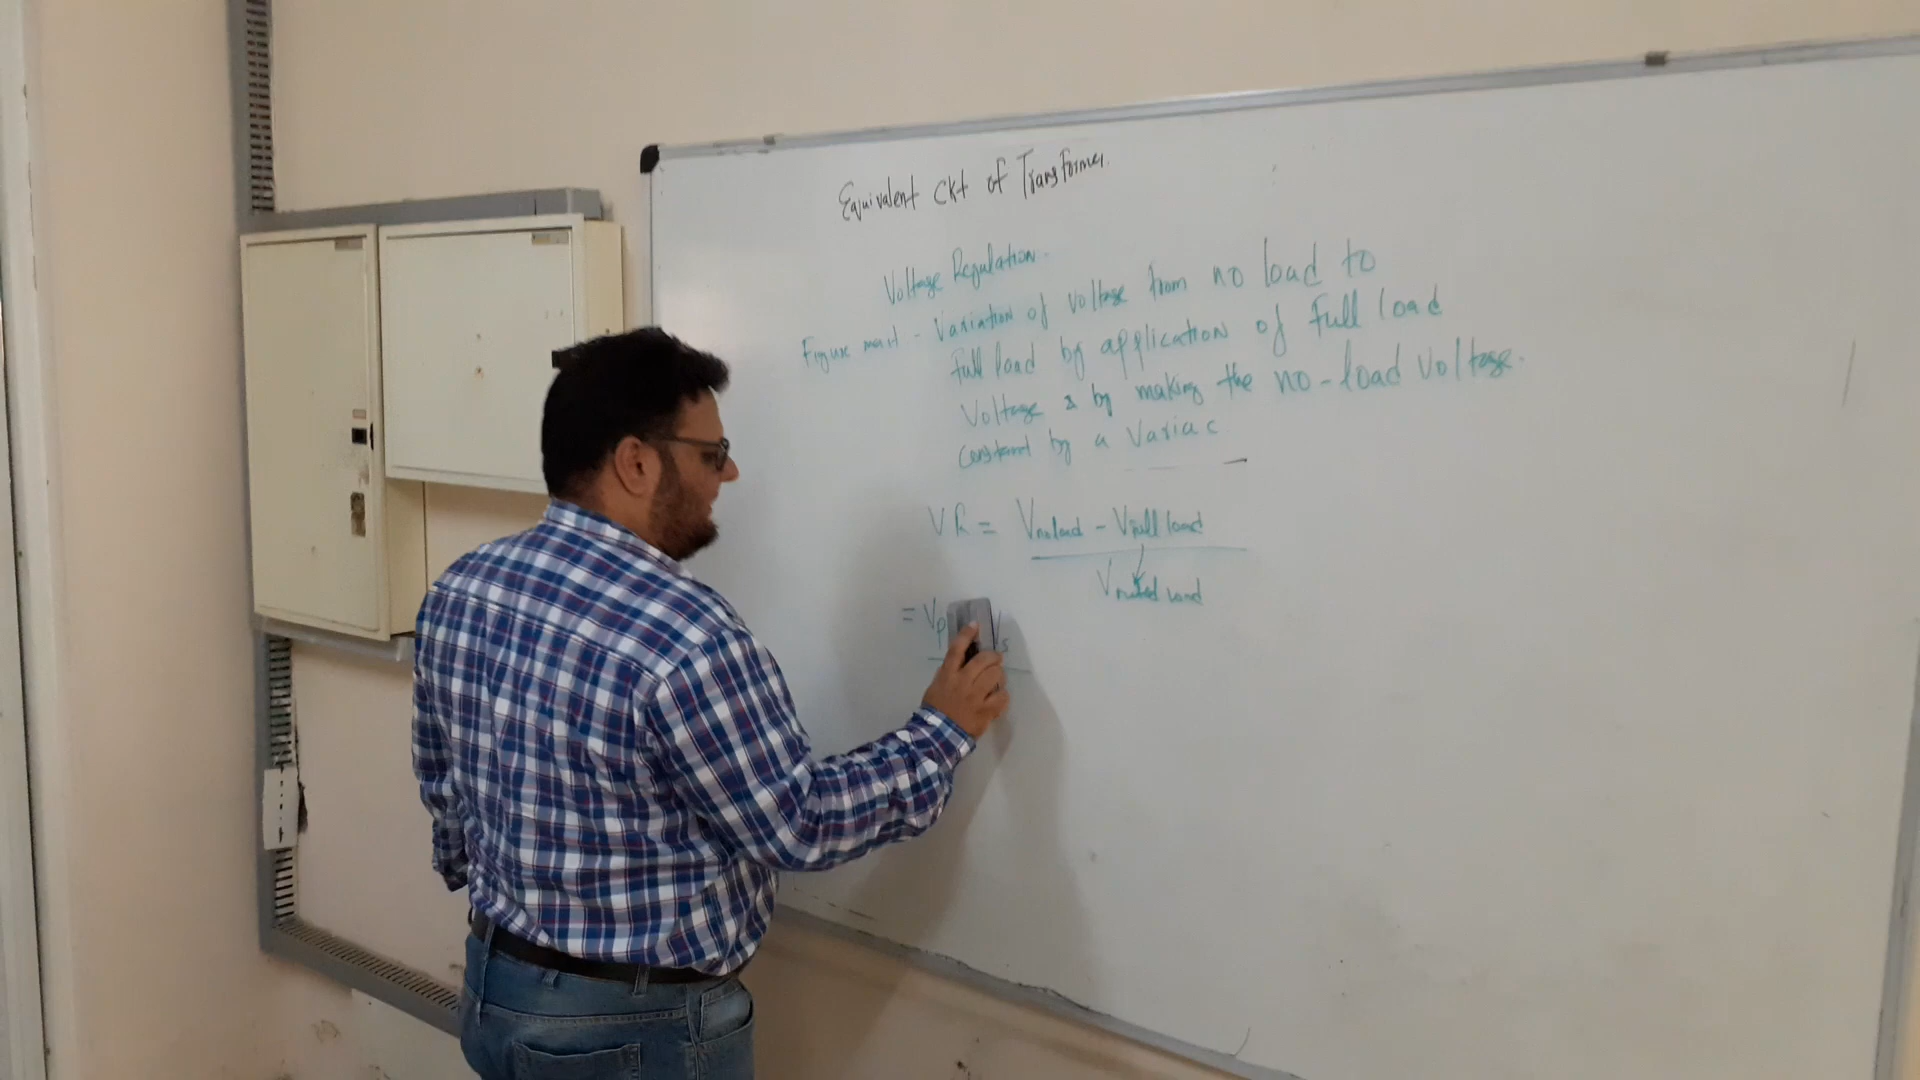 Equivalent Ckt of Transformer.
Voltage Regulation.
Figure merit - Variation of voltage from no load to
full load by application of full load
Voltage & by making the no-load voltage.
constant by a Variac
VR = Vno load - Vfull load
Vrated load
= Vp Vs